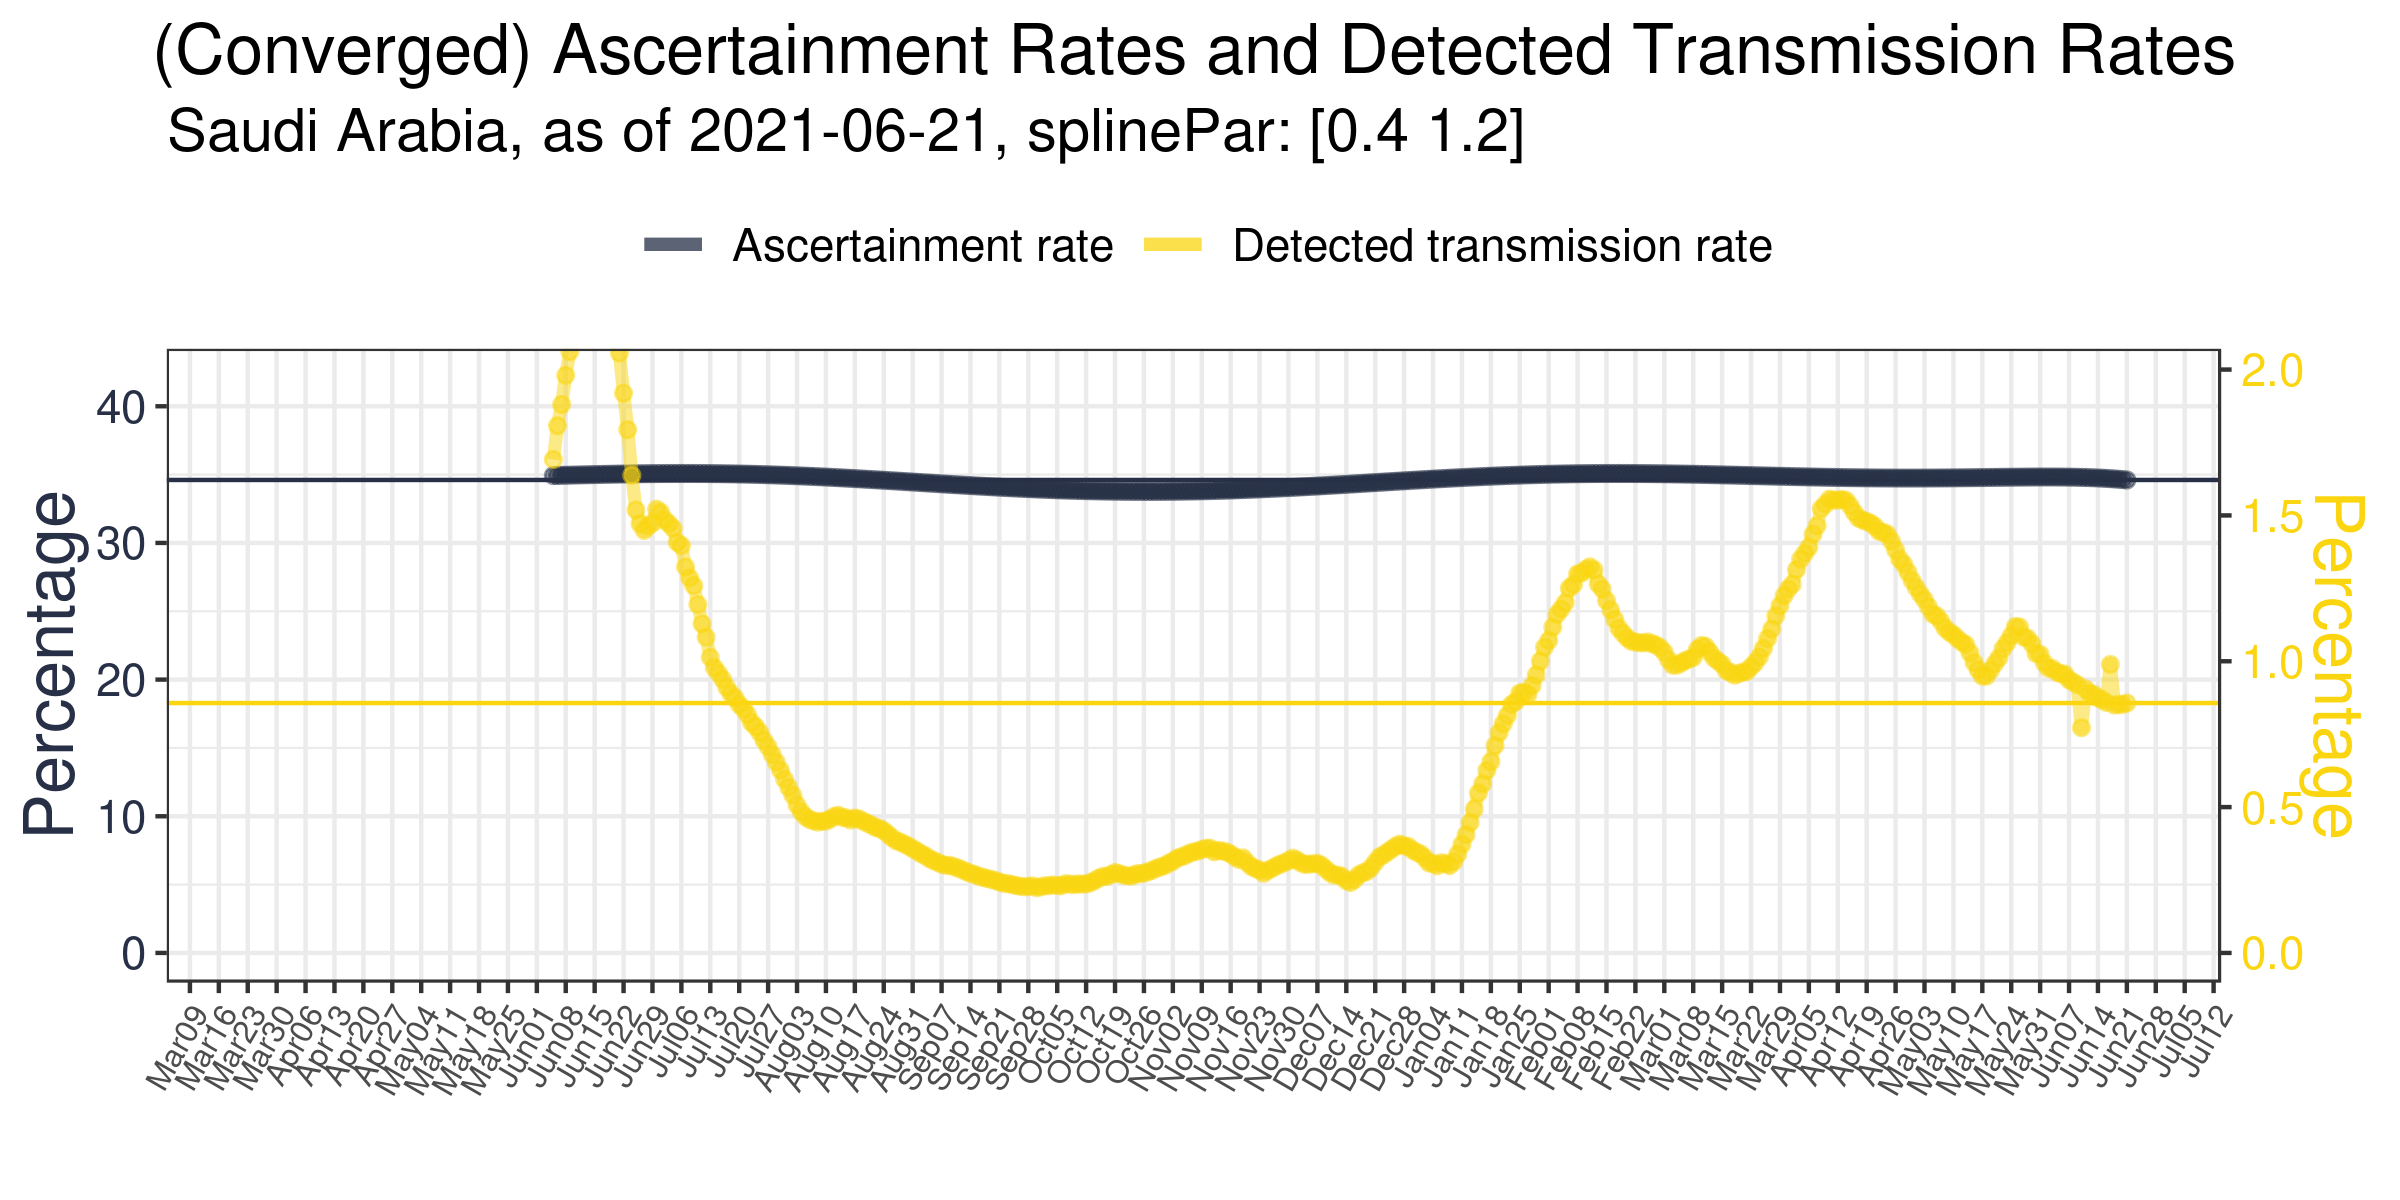 (Converged) Ascertainment Rates and Detected Transmission Rates
Saudi Arabia, as of 2021-06-21, splinePar: [0.4 1.2]
Ascertainment rate
Detected transmission rate
Percentage
40
30
20
10
0
2.0
1.5
1.0
0.5
0.0
Percentage
Mar09
Mar16
Mar23
Mar30
Apr06
Apr13
Apr20
Apr27
May04
May11
May18
May25
Jun01
Jun08
Jun15
Jun22
Jun29
Jul06
Jul13
Jul20
Jul27
Aug03
Aug10
Aug17
Aug24
Aug31
Sep07
Sep14
Sep21
Sep28
Oct05
Oct12
Oct19
Oct26
Nov02
Nov09
Nov16
Nov23
Nov30
Dec07
Dec14
Dec21
Dec28
Jan04
Jan11
Jan18
Jan25
Feb01
Feb08
Feb15
Feb22
Mar01
Mar08
Mar15
Mar22
Mar29
Apr05
Apr12
Apr19
Apr26
May03
May10
May17
May24
May31
Jun07
Jun14
Jun21
Jun28
Jul05
Jul12